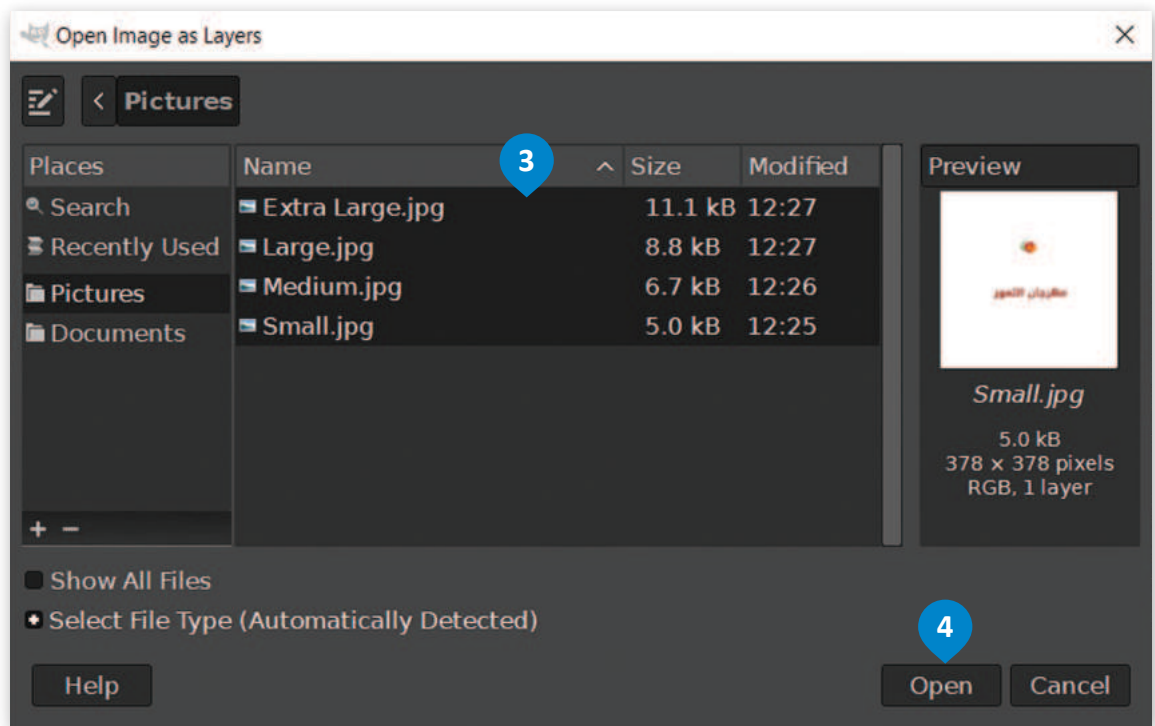 Open Image as Layers
Pictures
Places
Search
Recently Used
Pictures
Documents
Name 3 Size Modified
Extra Large.jpg 11.1 kB 12:27
Large.jpg 8.8 kB 12:27
Medium.jpg 6.7 kB 12:26
Small.jpg 5.0 kB 12:25
Preview
مهرجان التمور
Small.jpg
5.0 kB
378 × 378 pixels
RGB, 1 layer
Show All Files
Select File Type (Automatically Detected)
4
Help
Open Cancel